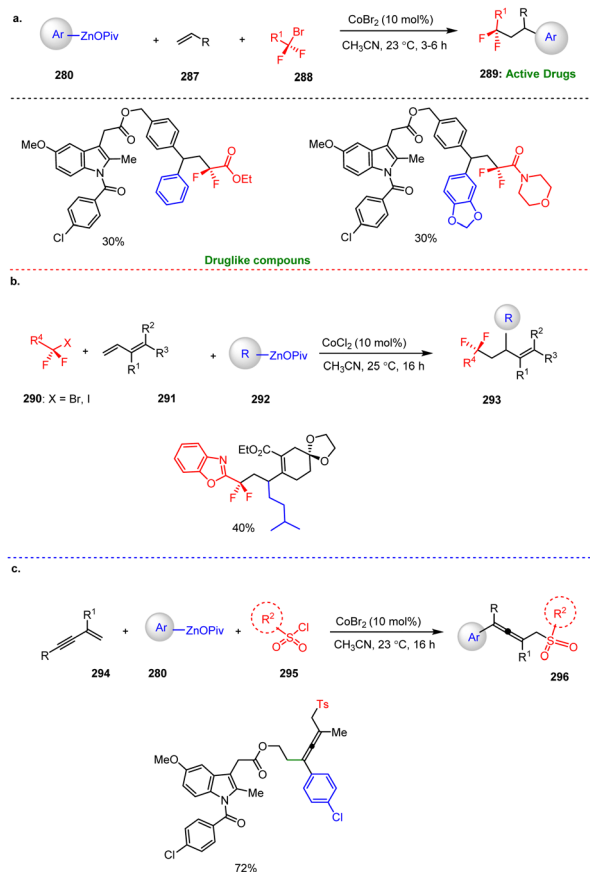 a.
Ar ZnOPiv + R + R¹ Br F F CoBr₂ (10 mol%) R¹ F F R Ar
CH₃CN, 23 °C, 3-6 h
280 287 288 289: Active Drugs
MeO O O Me N O Cl F F O OEt
30%
MeO O O Me N O Cl F F O N O O O
30%
Druglike compouns
b.
R⁴ X F F + R² R³ R¹ + R ZnOPiv CoCl₂ (10 mol%) F F R⁴ R R² R³ R¹
CH₃CN, 25 °C, 16 h
290: X = Br, I 291 292 293
N O F F EtO₂C O O
40%
c.
R R¹ + Ar ZnOPiv + R² S Cl O O CoBr₂ (10 mol%) R Ar R¹ R² S O O
CH₃CN, 23 °C, 16 h
294 280 295 296
Ts
MeO O O Me Me N O Cl Cl
72%